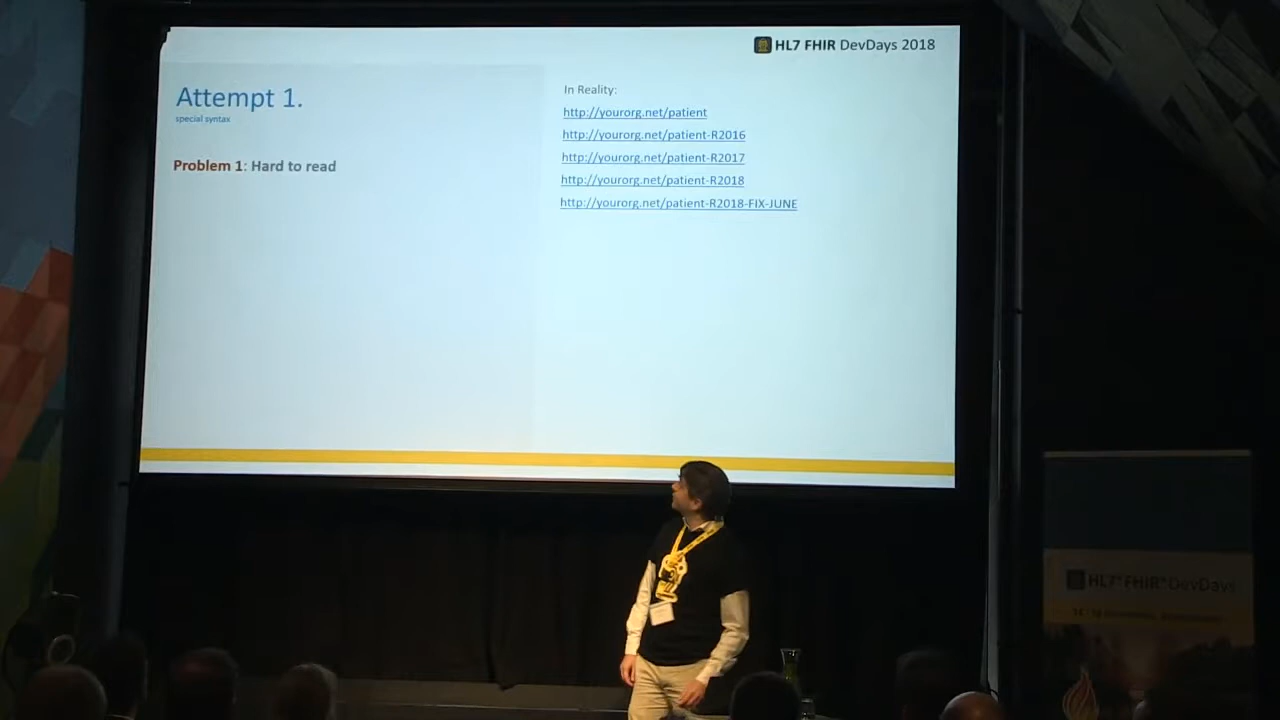 HL7 FHIR DevDays 2018
Attempt 1.
special syntax
Problem 1: Hard to read
In Reality:
http://yourorg.net/patient
http://yourorg.net/patient-R2016
http://yourorg.net/patient-R2017
http://yourorg.net/patient-R2018
http://yourorg.net/patient-R2018-FIX-JUNE
HL7® FHIR® DevDays